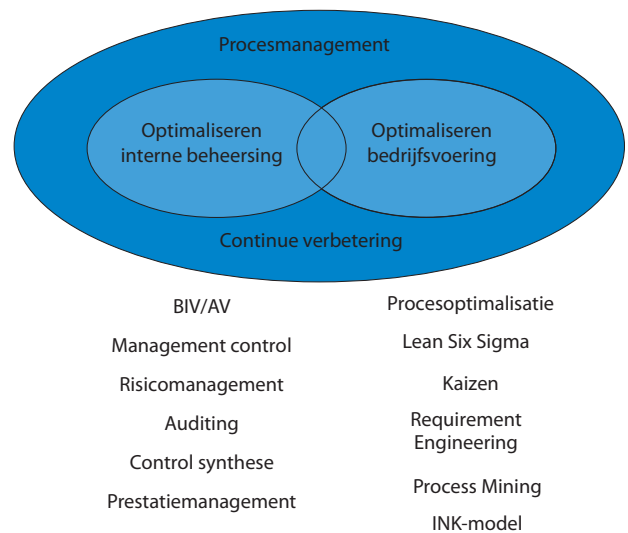 Procesmanagement
Optimaliseren
interne beheersing
Optimaliseren
bedrijfsvoering
Continue verbetering
BIV/AV
Management control
Risicomanagement
Auditing
Control synthese
Prestatiemanagement
Procesoptimalisatie
Lean Six Sigma
Kaizen
Requirement
Engineering
Process Mining
INK-model